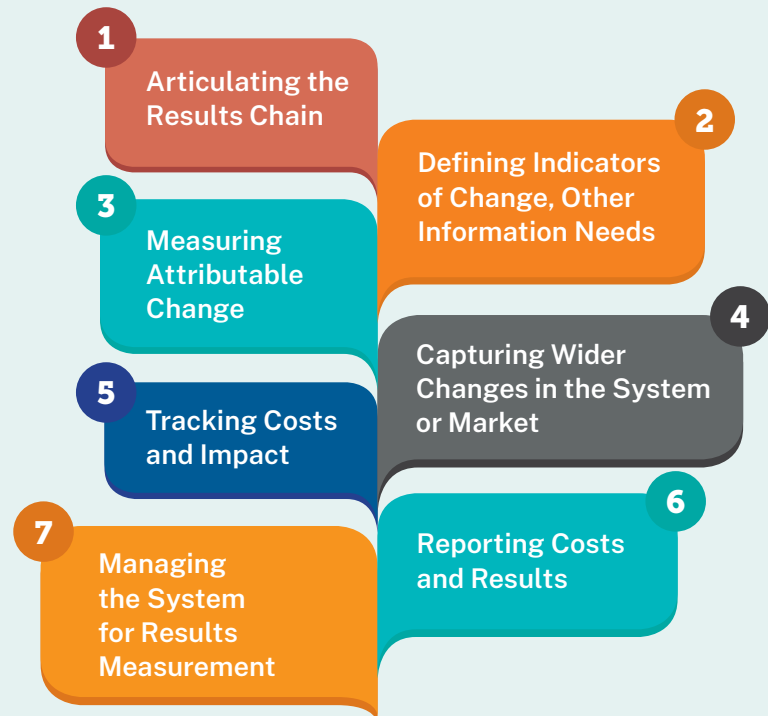 1
Articulating the
Results Chain
2
Defining Indicators
of Change, Other
Information Needs
3
Measuring
Attributable
Change
4
Capturing Wider
Changes in the System
or Market
5
Tracking Costs
and Impact
6
Reporting Costs
and Results
7
Managing
the System
for Results
Measurement